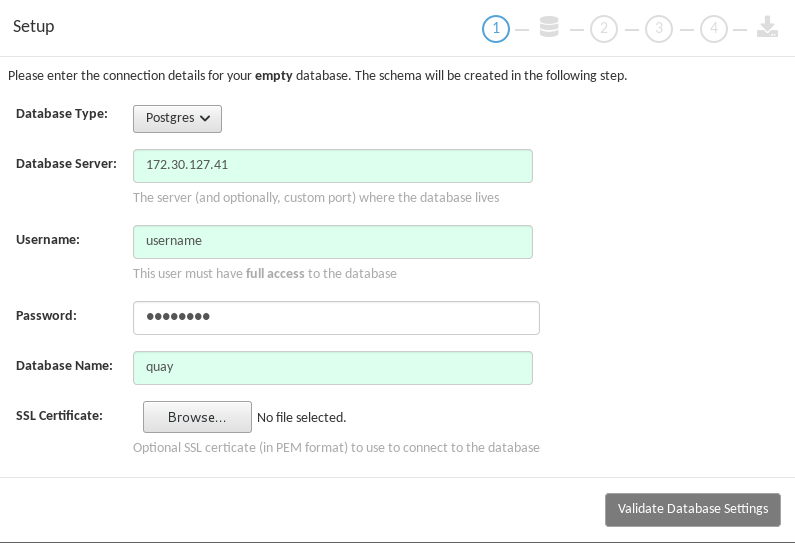 Setup
1
2
3
4
Please enter the connection details for your empty database. The schema will be created in the following step.
Database Type:
Postgres
Database Server:
172.30.127.41
The server (and optionally, custom port) where the database lives
Username:
username
This user must have full access to the database
Password:
●●●●●●●●
Database Name:
quay
SSL Certificate:
Browse...
No file selected.
Optional SSL certicate (in PEM format) to use to connect to the database
Validate Database Settings